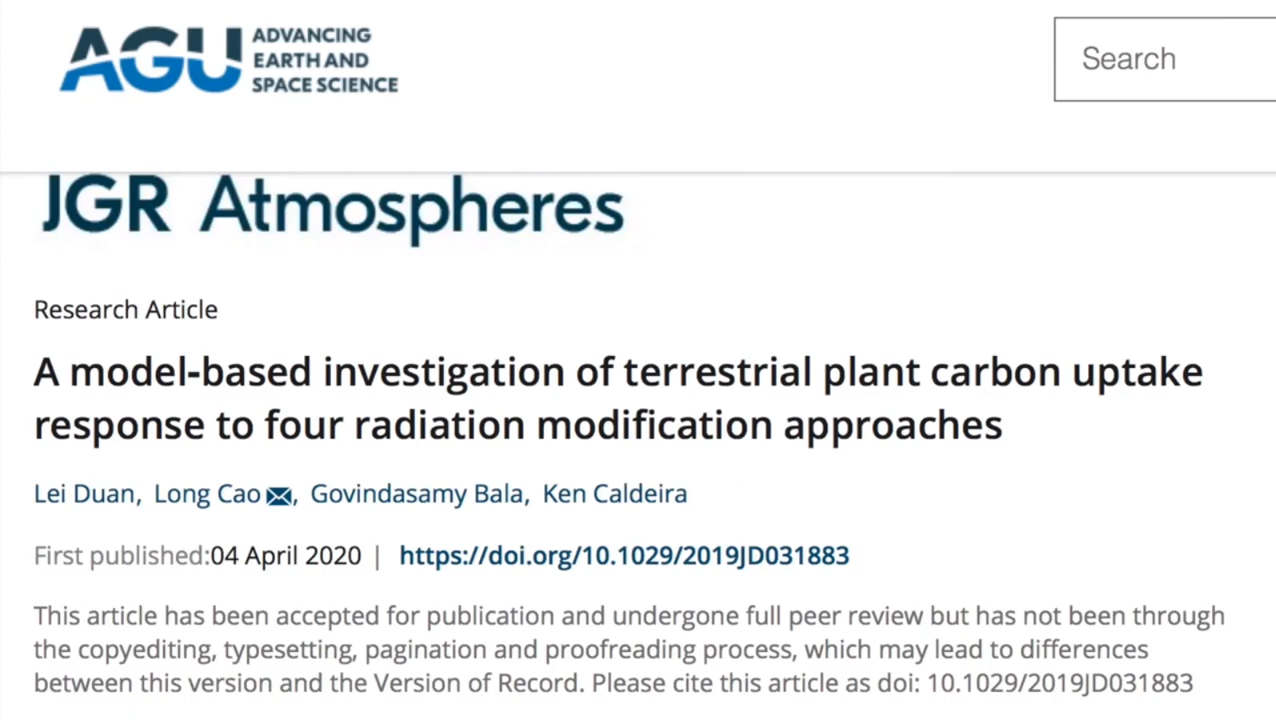 AGU
ADVANCING
EARTH AND
SPACE SCIENCE
Search
JGR Atmospheres
Research Article
A model-based investigation of terrestrial plant carbon uptake
response to four radiation modification approaches
Lei Duan, Long Cao, Govindasamy Bala, Ken Caldeira
First published:04 April 2020 | https://doi.org/10.1029/2019JD031883
This article has been accepted for publication and undergone full peer review but has not been through
the copyediting, typesetting, pagination and proofreading process, which may lead to differences
between this version and the Version of Record. Please cite this article as doi: 10.1029/2019JD031883